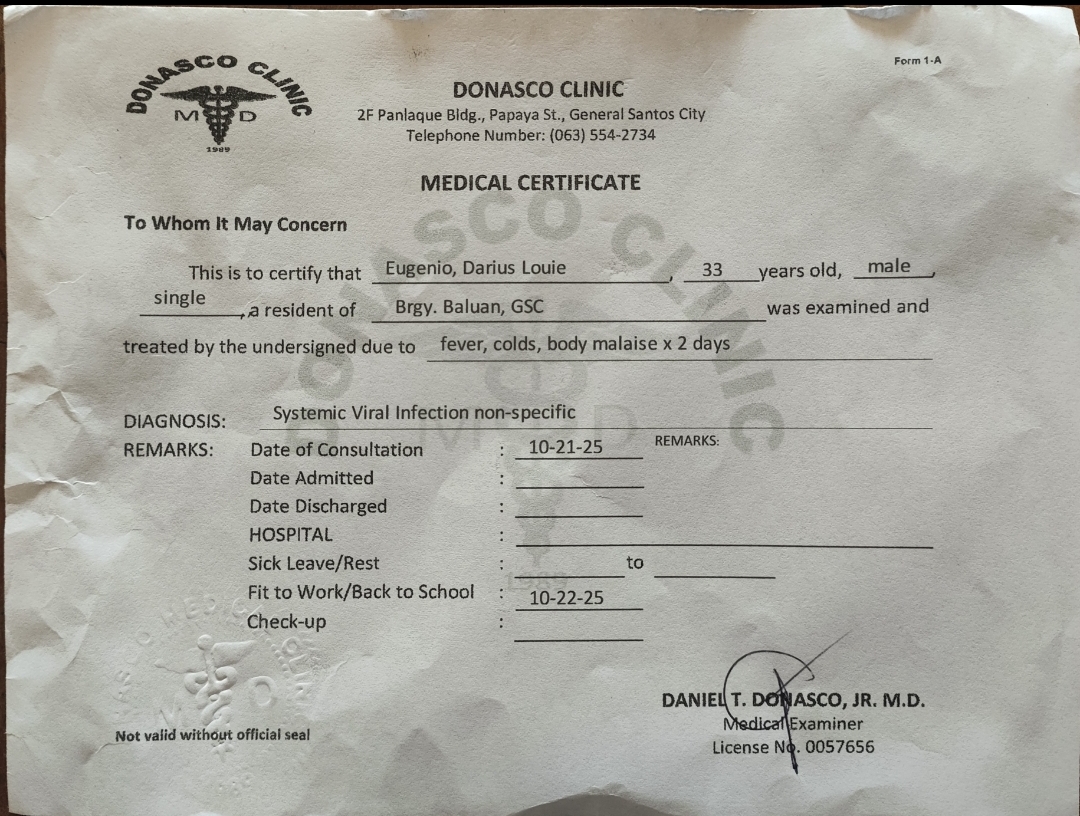 DONASCO CLINIC
M D
1989
Form 1-A
DONASCO CLINIC
2F Panlaque Bldg., Papaya St., General Santos City
Telephone Number: (063) 554-2734
MEDICAL CERTIFICATE
To Whom It May Concern
This is to certify that Eugenio, Darius Louie, 33 years old, male,
single, a resident of Brgy. Baluan, GSC was examined and
treated by the undersigned due to fever, colds, body malaise x 2 days
DIAGNOSIS: Systemic Viral Infection non-specific
REMARKS: Date of Consultation : 10-21-25 REMARKS:
Date Admitted :
Date Discharged :
HOSPITAL :
Sick Leave/Rest : to
Fit to Work/Back to School : 10-22-25
Check-up :
DONASCO CLINIC
M D
1989
DANIEL T. DONASCO, JR. M.D.
Medical Examiner
License No. 0057656
Not valid without official seal